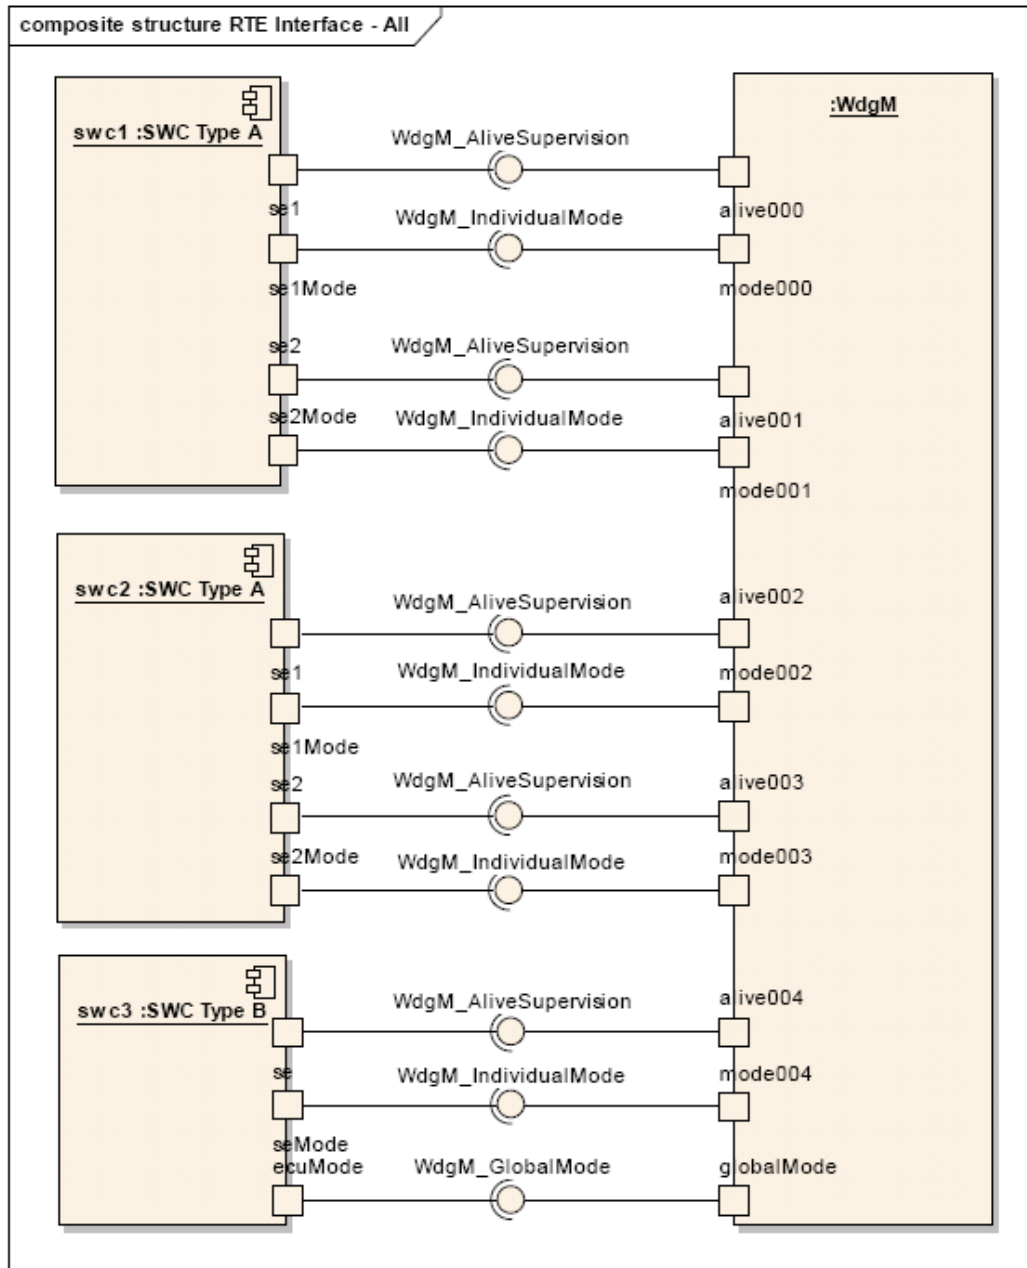 composite structure RTE Interface - All
:WdgM
swc1 :SWC Type A
WdgM_AliveSupervision
se1
WdgM_IndividualMode
alive000
se1Mode
mode000
se2
WdgM_AliveSupervision
se2Mode
WdgM_IndividualMode
alive001
mode001
swc2 :SWC Type A
WdgM_AliveSupervision
alive002
se1
WdgM_IndividualMode
mode002
se1Mode
se2
WdgM_AliveSupervision
alive003
se2Mode
WdgM_IndividualMode
mode003
swc3 :SWC Type B
WdgM_AliveSupervision
alive004
se
WdgM_IndividualMode
mode004
seMode
ecuMode
WdgM_GlobalMode
globalMode